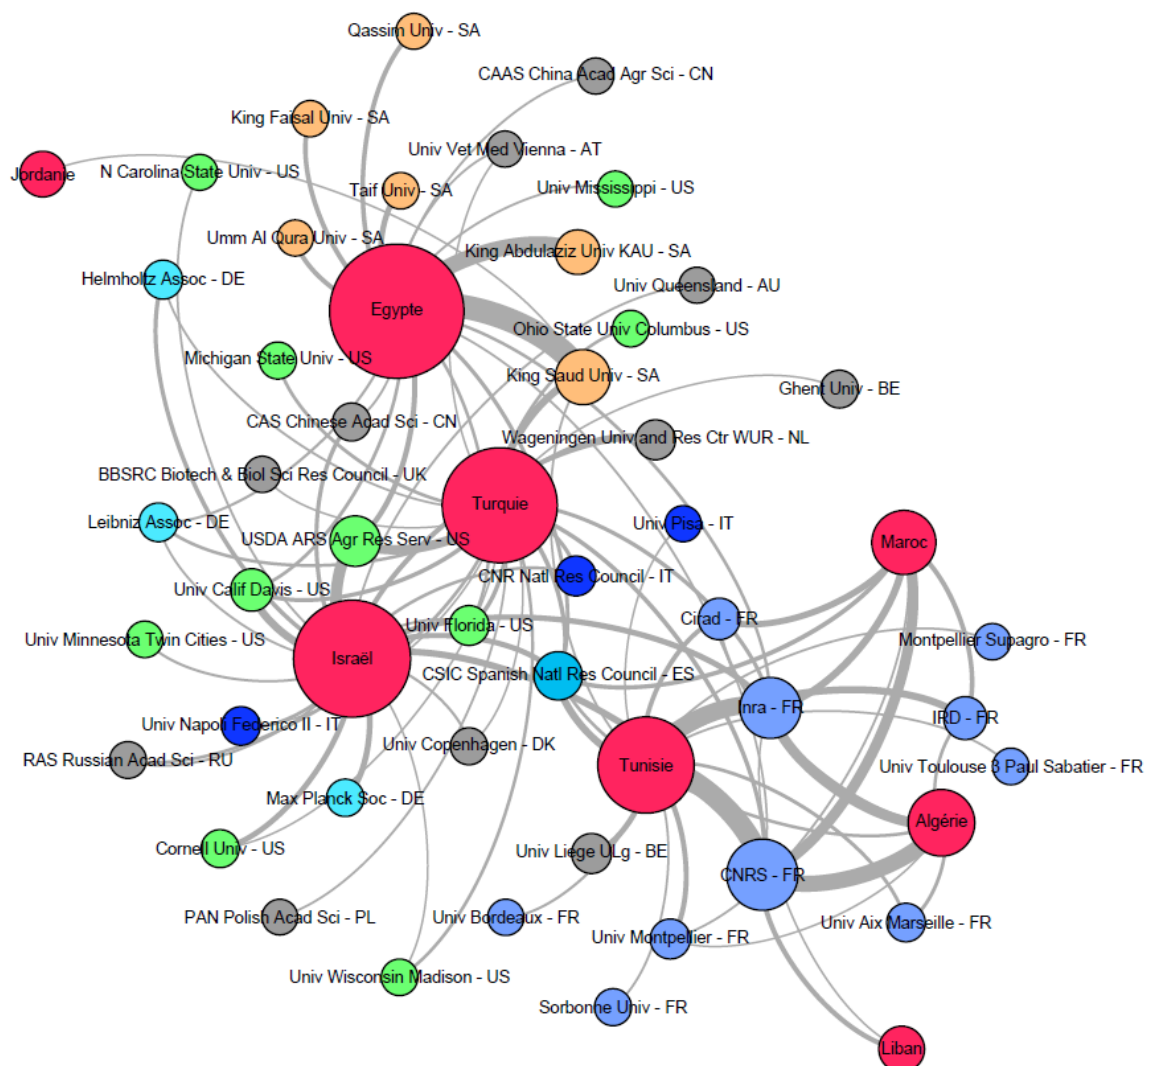 Qassim Univ - SA
CAAS China Acad Agr Sci - CN
King Faisal Univ - SA
Univ Vet Med Vienna - AT
Jordanie
N Carolina State Univ - US
Taif Univ - SA
Univ Mississippi - US
Umm Al Qura Univ - SA
King Abdulaziz Univ KAU - SA
Helmholtz Assoc - DE
Univ Queensland - AU
Egypte
Ohio State Univ Columbus - US
Michigan State Univ - US
King Saud Univ - SA
Ghent Univ - BE
CAS Chinese Acad Sci - CN
Wageningen Univ and Res Ctr WUR - NL
BBSRC Biotech & Biol Sci Res Council - UK
Turquie
Leibniz Assoc - DE
Univ Pisa - IT
USDA ARS Agr Res Serv - US
Maroc
CNR Natl Res Council - IT
Univ Calif Davis - US
Cirad - FR
Univ Florida - US
Univ Minnesota Twin Cities - US
Montpellier Supagro - FR
Israël
CSIC Spanish Natl Res Council - ES
Inra - FR
IRD - FR
Univ Napoli Federico II - IT
Univ Copenhagen - DK
RAS Russian Acad Sci - RU
Tunisie
Univ Toulouse 3 Paul Sabatier - FR
Max Planck Soc - DE
Algérie
Cornell Univ - US
Univ Liege ULg - BE
CNRS - FR
PAN Polish Acad Sci - PL
Univ Bordeaux - FR
Univ Aix Marseille - FR
Univ Montpellier - FR
Univ Wisconsin Madison - US
Sorbonne Univ - FR
Liban